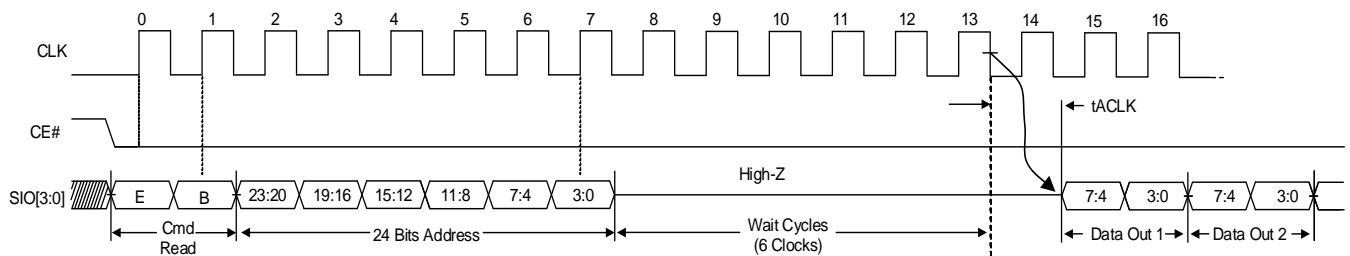 0 1 2 3 4 5 6 7 8 9 10 11 12 13 14 15 16
CLK
tACLK
CE#
High-Z
SIO[3:0] E B 23:20 19:16 15:12 11:8 7:4 3:0 7:4 3:0 7:4 3:0
Cmd
Read
24 Bits Address
Wait Cycles
(6 Clocks)
Data Out 1 Data Out 2